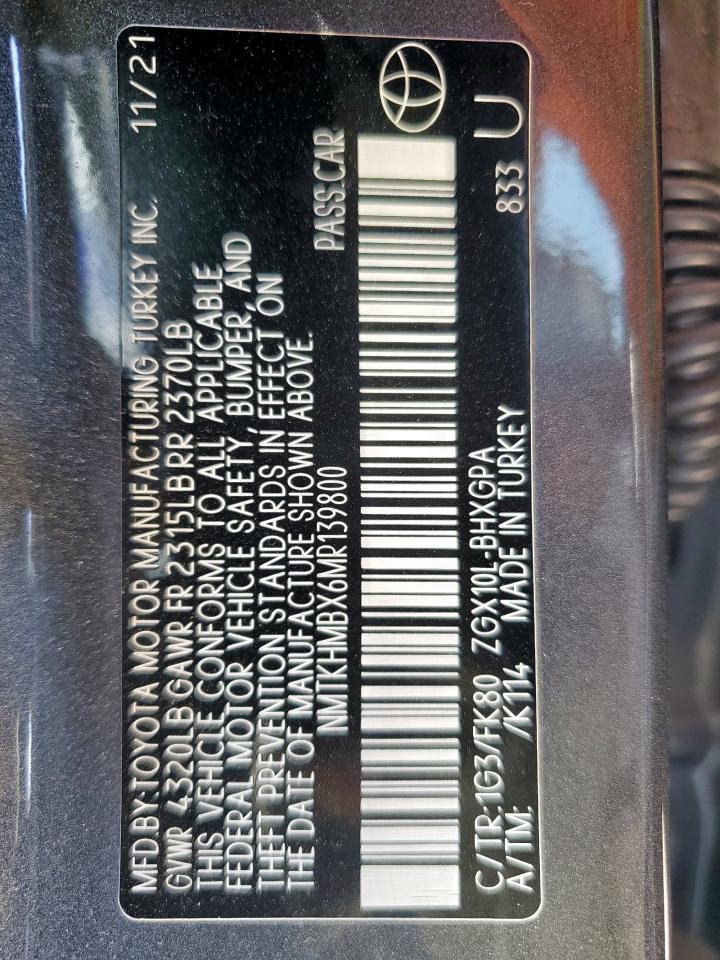 MFD.BY:TOYOTA MOTOR MANUFACTURING TURKEY INC. 11/21
GVWR 4320LB GAWR FR 2315LB RR 2370LB
THIS VEHICLE CONFORMS TO ALL APPLICABLE
FEDERAL MOTOR VEHICLE SAFETY, BUMPER, AND
THEFT PREVENTION STANDARDS IN EFFECT ON
THE DATE OF MANUFACTURE SHOWN ABOVE.
NMTKHMBX6MR139800 PASS.CAR
C/TR:1G3/FK80 ZGX10L-BHXGPA U
A/TM: /K114 MADE IN TURKEY 833